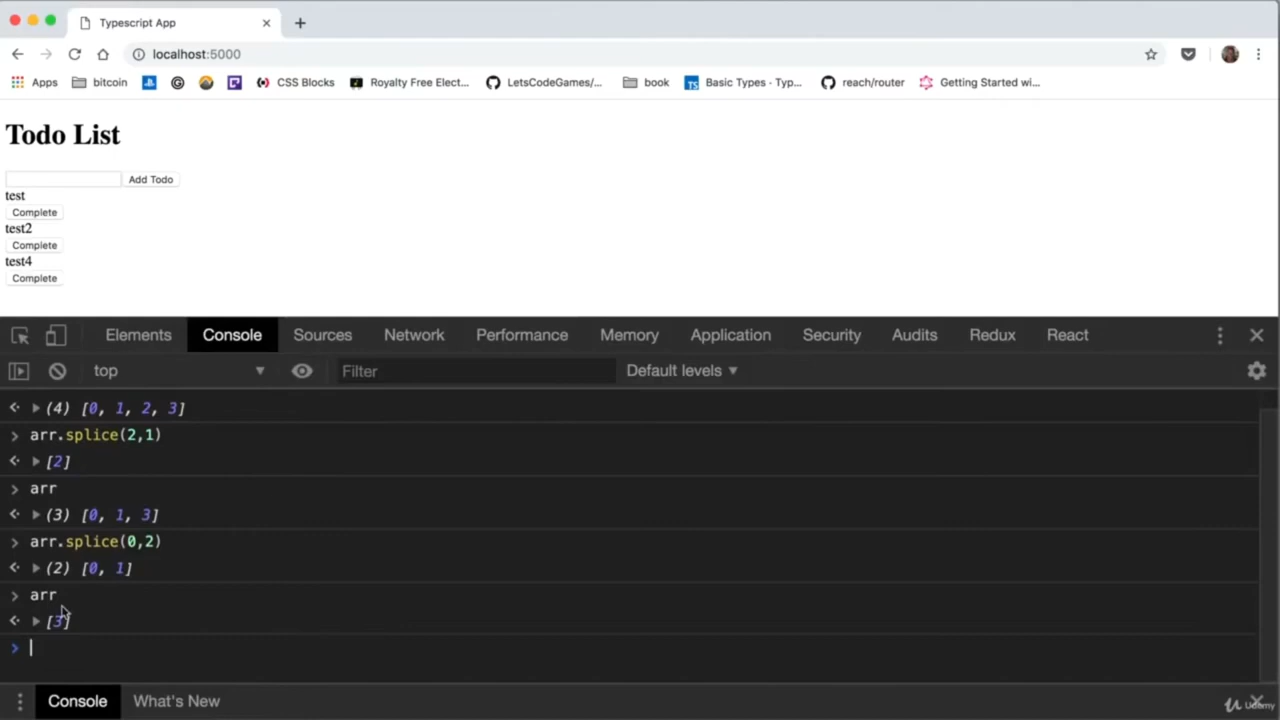 Typescript App
localhost:5000
Apps bitcoin CSS Blocks Royalty Free Elect... LetsCodeGames/... book TS Basic Types · Typ... reach/router Getting Started wi...
Todo List
Add Todo
test
Complete
test2
Complete
test4
Complete
Elements Console Sources Network Performance Memory Application Security Audits Redux React
top Filter Default levels
(4) [0, 1, 2, 3]
arr.splice(2,1)
[2]
arr
(3) [0, 1, 3]
arr.splice(0,2)
(2) [0, 1]
arr
[3]
Console What's New
Udemy